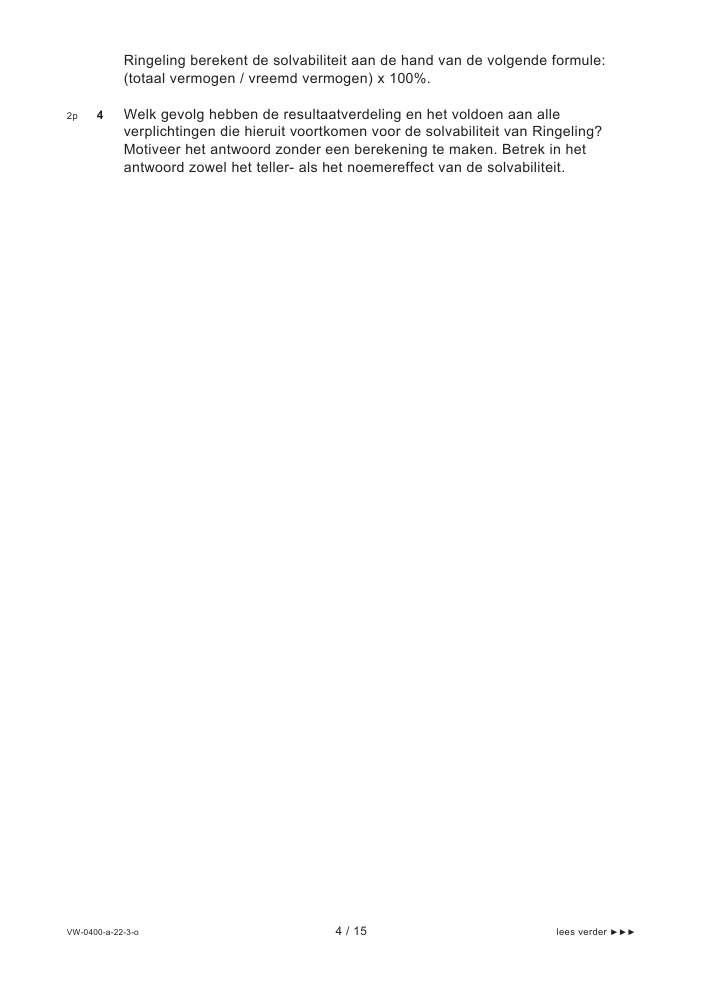 Ringeling berekent de solvabiliteit aan de hand van de volgende formule:
(totaal vermogen / vreemd vermogen) x 100%.
2p 4 Welk gevolg hebben de resultaatverdeling en het voldoen aan alle
verplichtingen die hieruit voortkomen voor de solvabiliteit van Ringeling?
Motiveer het antwoord zonder een berekening te maken. Betrek in het
antwoord zowel het teller- als het noemereffect van de solvabiliteit.
VW-0400-a-22-3-o 4 / 15 lees verder ►►►